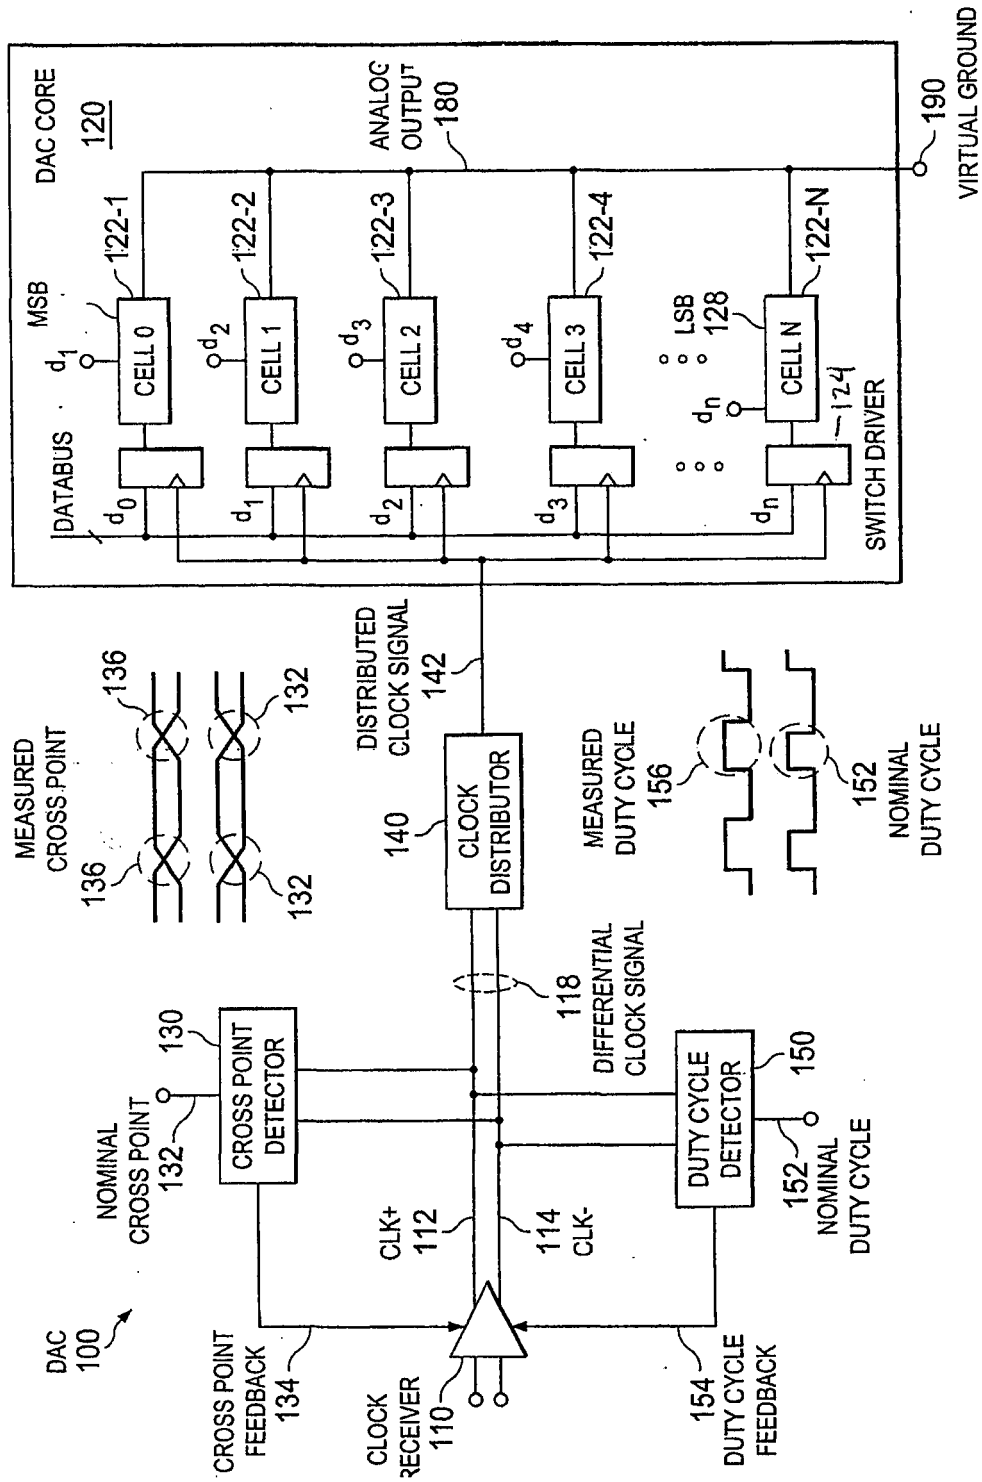 DAC
100
CLOCK
RECEIVER
110
CROSS POINT
FEEDBACK
134
NOMINAL
CROSS POINT
132
130
CROSS POINT
DETECTOR
CLK+
112
114
CLK-
DUTY CYCLE
FEEDBACK
154
DUTY CYCLE
DETECTOR
150
152
NOMINAL
DUTY CYCLE
118
DIFFERENTIAL
CLOCK SIGNAL
MEASURED
CROSS POINT
136
136
132
132
140
CLOCK
DISTRIBUTOR
DISTRIBUTED
CLOCK SIGNAL
142
MEASURED
DUTY CYCLE
156
152
NOMINAL
DUTY CYCLE
DAC CORE
120
DATABUS
MSB
d0
d1
CELL 0
122-1
d1
d2
CELL 1
122-2
d2
d3
CELL 2
122-3
d3
d4
CELL 3
122-4
LSB
128
dn
dn
CELL N
122-N
124
SWITCH DRIVER
ANALOG
OUTPUT
180
190
VIRTUAL GROUND